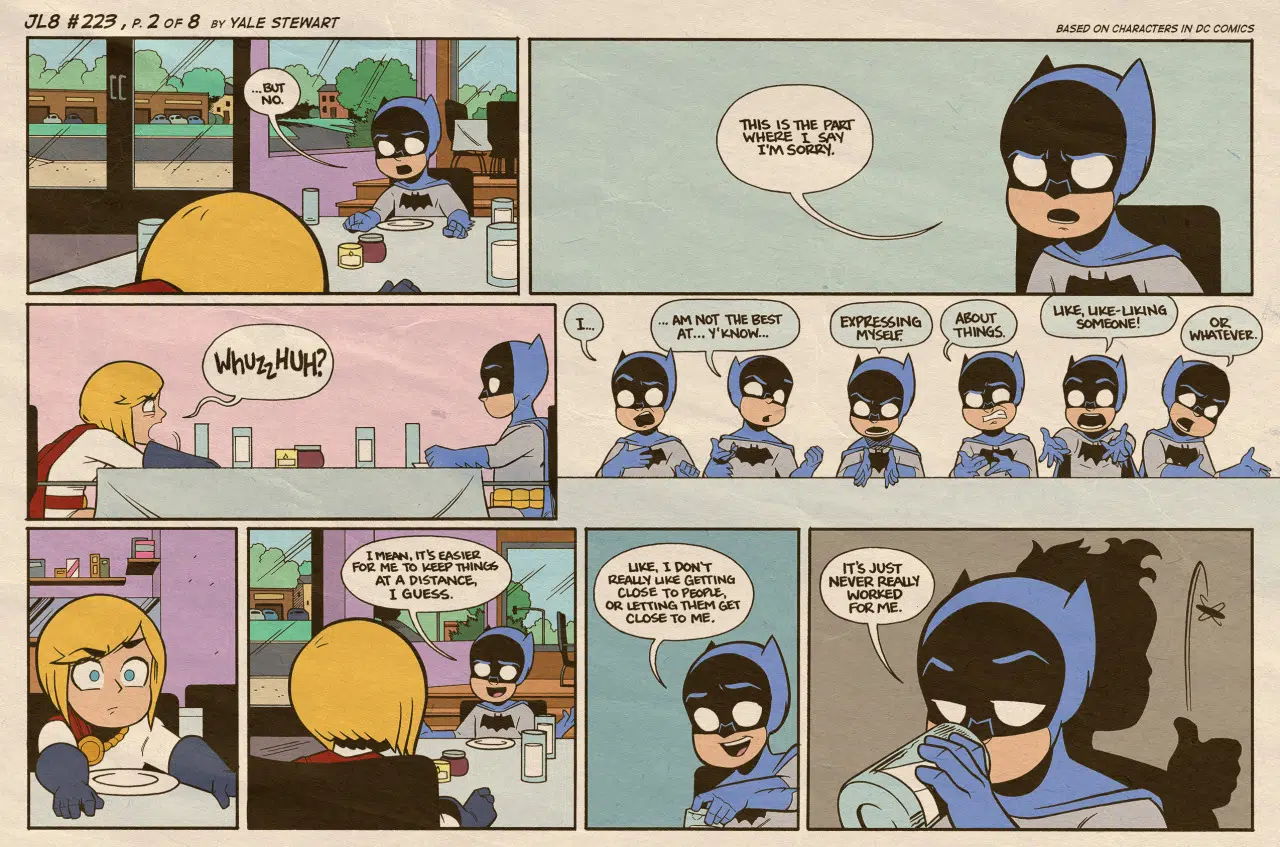 JL8 #223, P. 2 OF 8 BY YALE STEWART
BASED ON CHARACTERS IN DC COMICS
...BUT
NO.
THIS IS THE PART
WHERE I SAY
I'M SORRY.
WHUZZHUH?
I...
...AM NOT THE BEST
AT... Y'KNOW...
EXPRESSING
MYSELF.
ABOUT
THINGS.
LIKE, LIKE-LIKING
SOMEONE!
OR
WHATEVER.
I MEAN, IT'S EASIER
FOR ME TO KEEP THINGS
AT A DISTANCE,
I GUESS.
LIKE, I DON'T
REALLY LIKE GETTING
CLOSE TO PEOPLE,
OR LETTING THEM GET
CLOSE TO ME.
IT'S JUST
NEVER REALLY
WORKED
FOR ME.